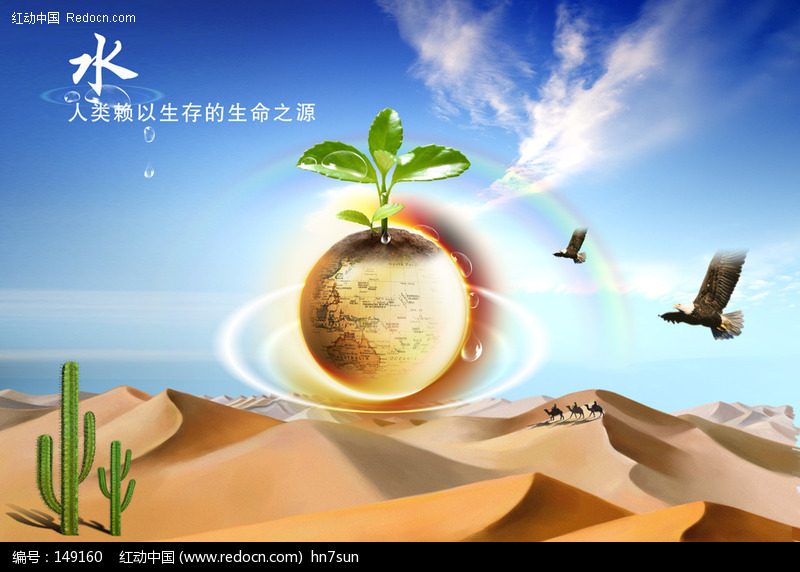 红动中国 Redocn.com
水
人类赖以生存的生命之源
编号：149160 红动中国 (www.redocn.com) hn7sun